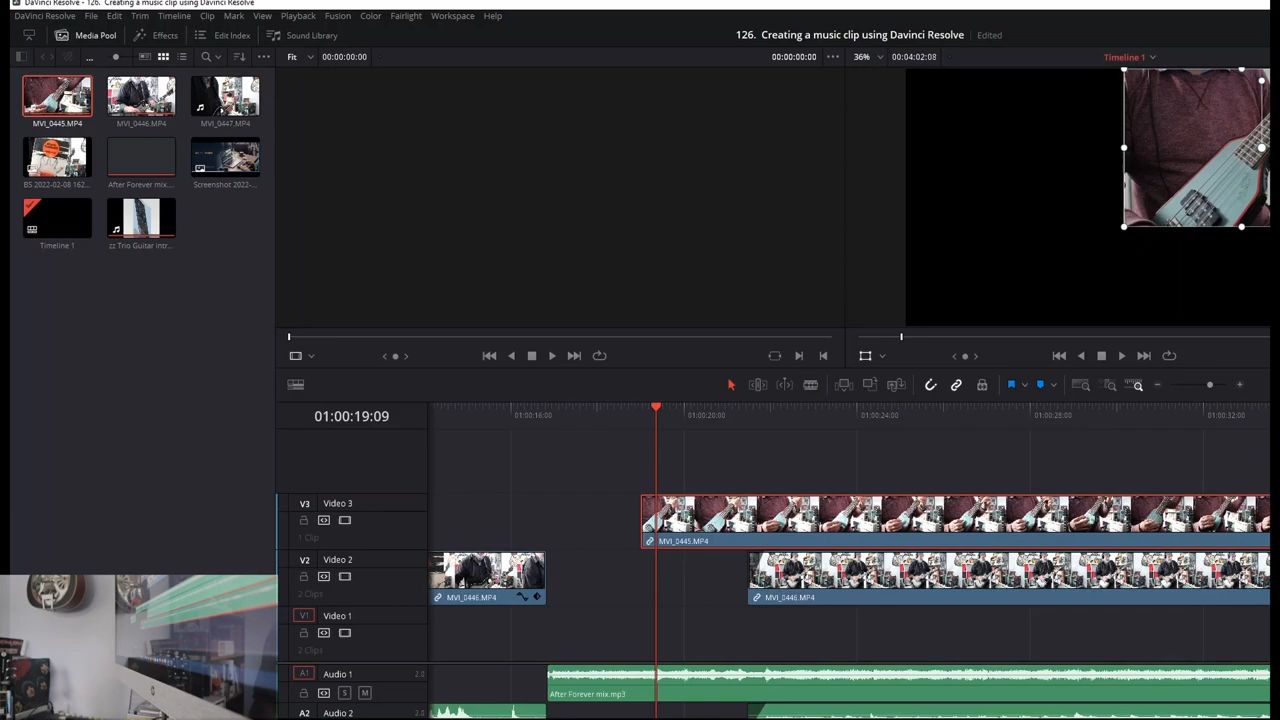 DaVinci Resolve - 126. Creating a music clip using Davinci Resolve
DaVinci Resolve File Edit Trim Timeline Clip Mark View Playback Fusion Color Fairlight Workspace Help
Media Pool Effects Edit Index Sound Library 126. Creating a music clip using Davinci Resolve Edited
... Fit 00:00:00:00 00:00:00:00 36% 00:04:02:08 Timeline 1
MVI_0445.MP4 MVI_0446.MP4 MVI_0447.MP4
BS 2022-02-08 162... After Forever mix.... Screenshot 2022-...
Timeline 1 zz Trio Guitar intr...
01:00:19:09 01:00:16:00 01:00:20:00 01:00:24:00 01:00:28:00 01:00:32:00
V3 Video 3
1 Clip
MVI_0445.MP4
V2 Video 2
2 Clips
MVI_0446.MP4 MVI_0446.MP4
V1 Video 1
2 Clips
A1 Audio 1 2.0
S M
After Forever mix.mp3
A2 Audio 2 2.0